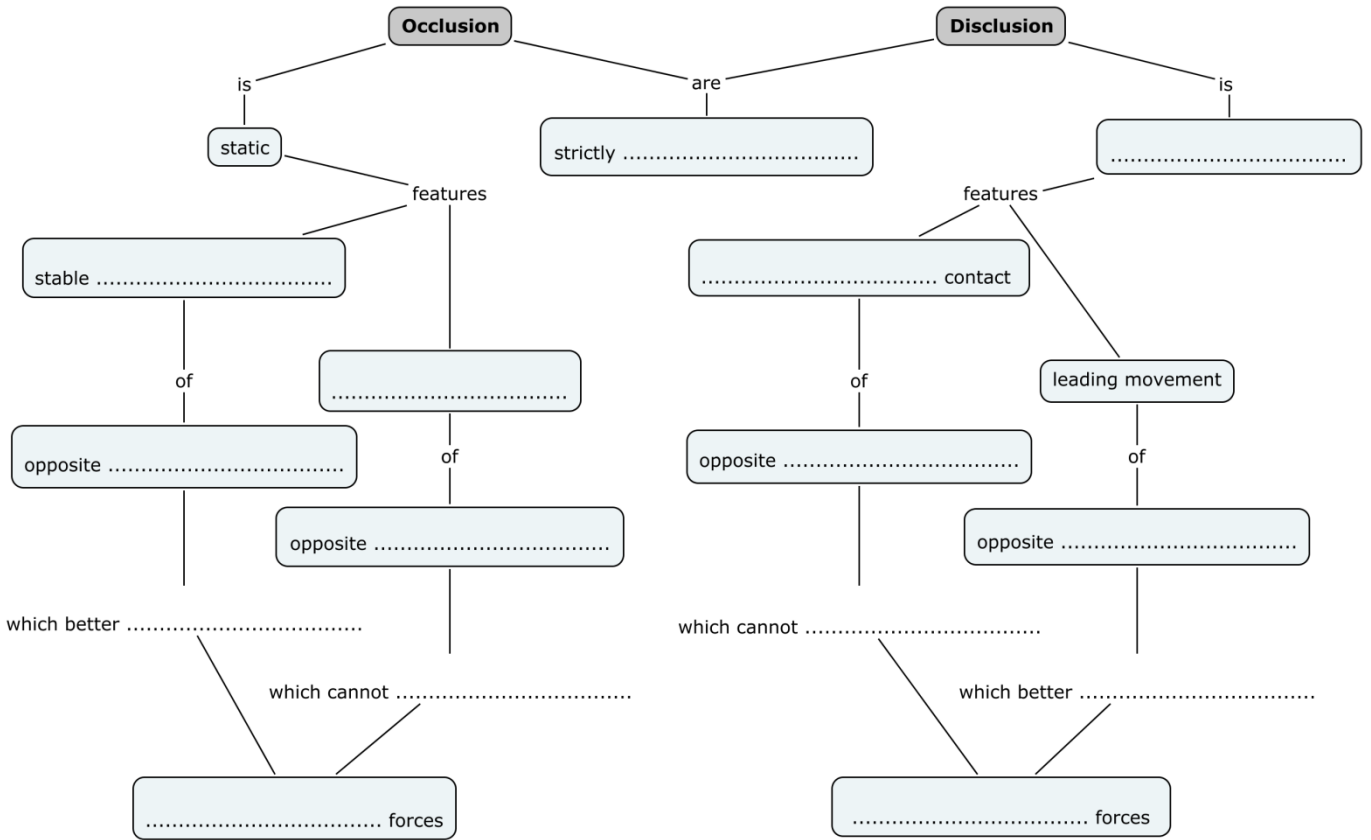 Occlusion
Disclusion
is
are
is
static
strictly ....................................
....................................
features
features
stable ....................................
.................................... contact
of
....................................
of
leading movement
opposite ....................................
of
opposite ....................................
of
opposite ....................................
opposite ....................................
which better ....................................
which cannot ....................................
which cannot ....................................
which better ....................................
.................................... forces
.................................... forces